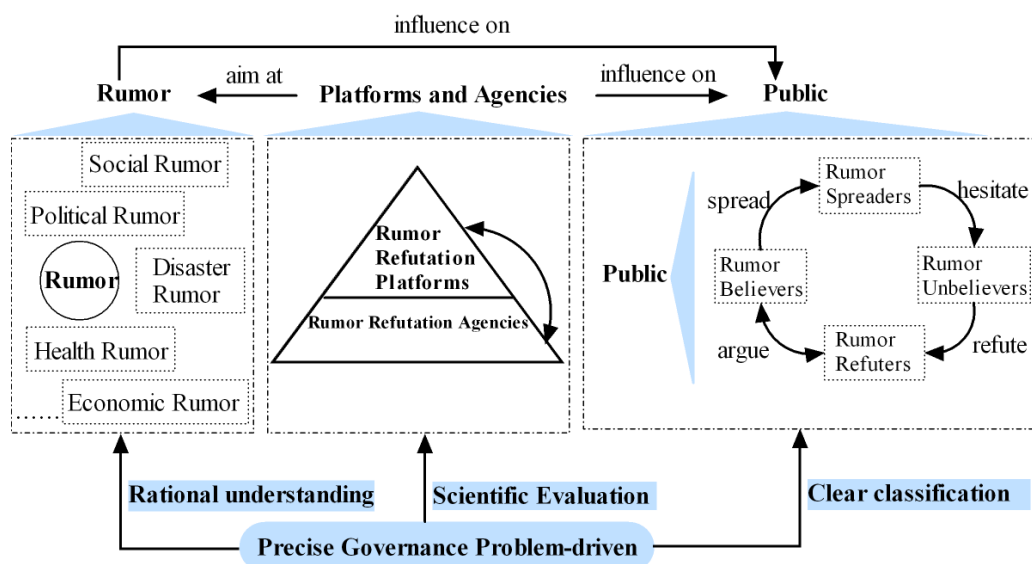 influence on
aim at
influence on
Rumor
Platforms and Agencies
Public
Social Rumor
Political Rumor
Rumor
Disaster
Rumor
Health Rumor
......Economic Rumor
Rumor
Refutation
Platforms
Rumor Refutation Agencies
Public
Rumor
Spreaders
spread
hesitate
Rumor
Believers
Rumor
Unbelievers
argue
refute
Rumor
Refuters
Rational understanding
Scientific Evaluation
Clear classification
Precise Governance Problem-driven